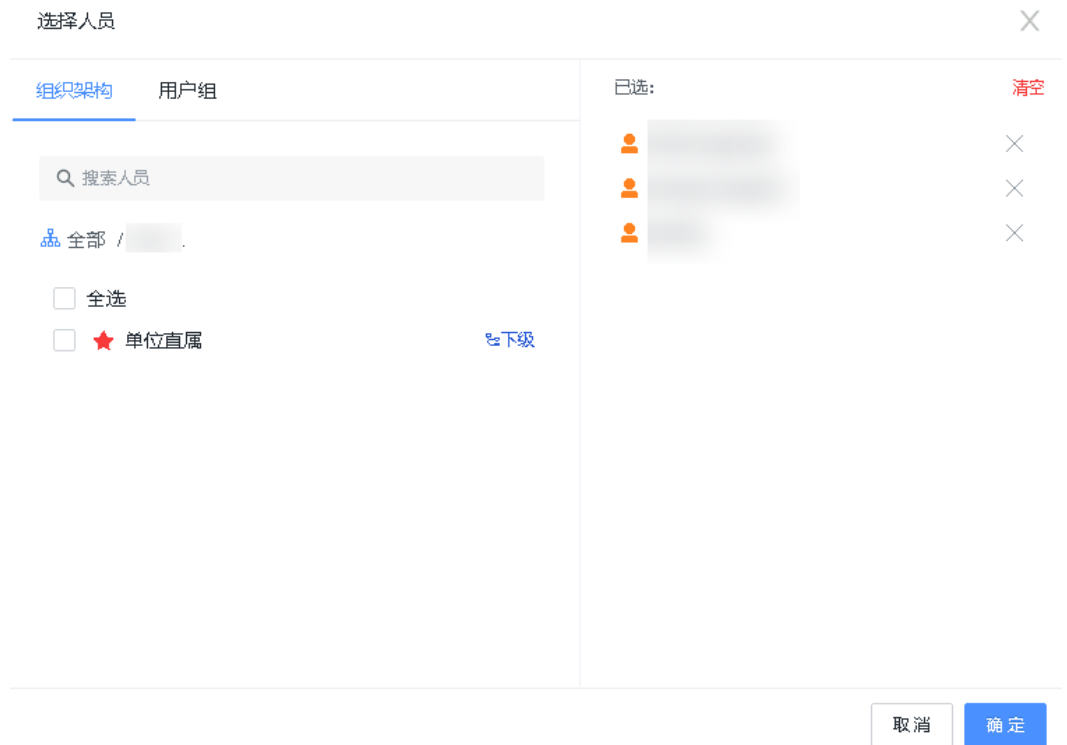 选择人员
组织架构 用户组
搜索人员
全部 /
全选
单位直属 下级
已选:
清空
取消 确定